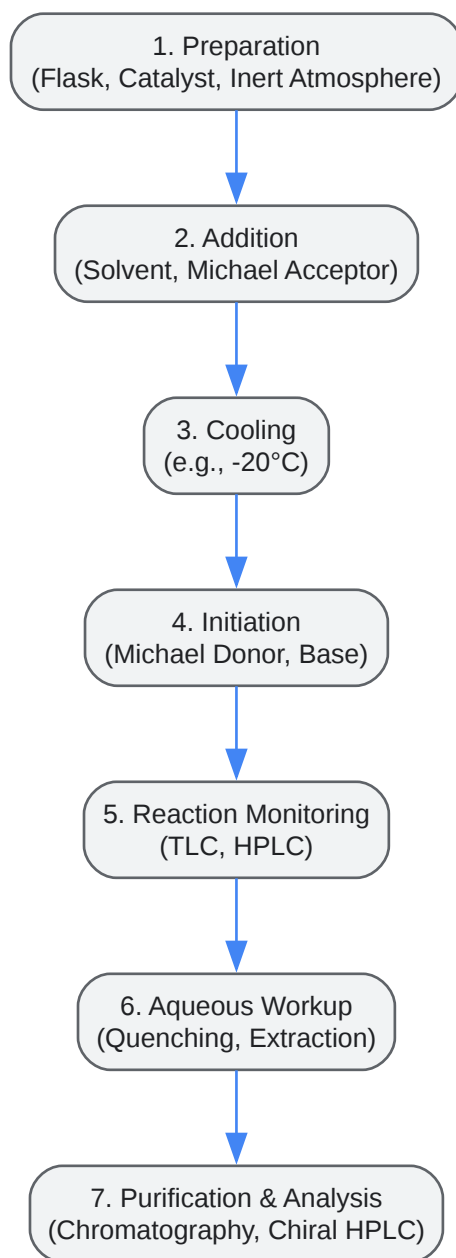 1. Preparation
(Flask, Catalyst, Inert Atmosphere)
2. Addition
(Solvent, Michael Acceptor)
3. Cooling
(e.g., -20°C)
4. Initiation
(Michael Donor, Base)
5. Reaction Monitoring
(TLC, HPLC)
6. Aqueous Workup
(Quenching, Extraction)
7. Purification & Analysis
(Chromatography, Chiral HPLC)